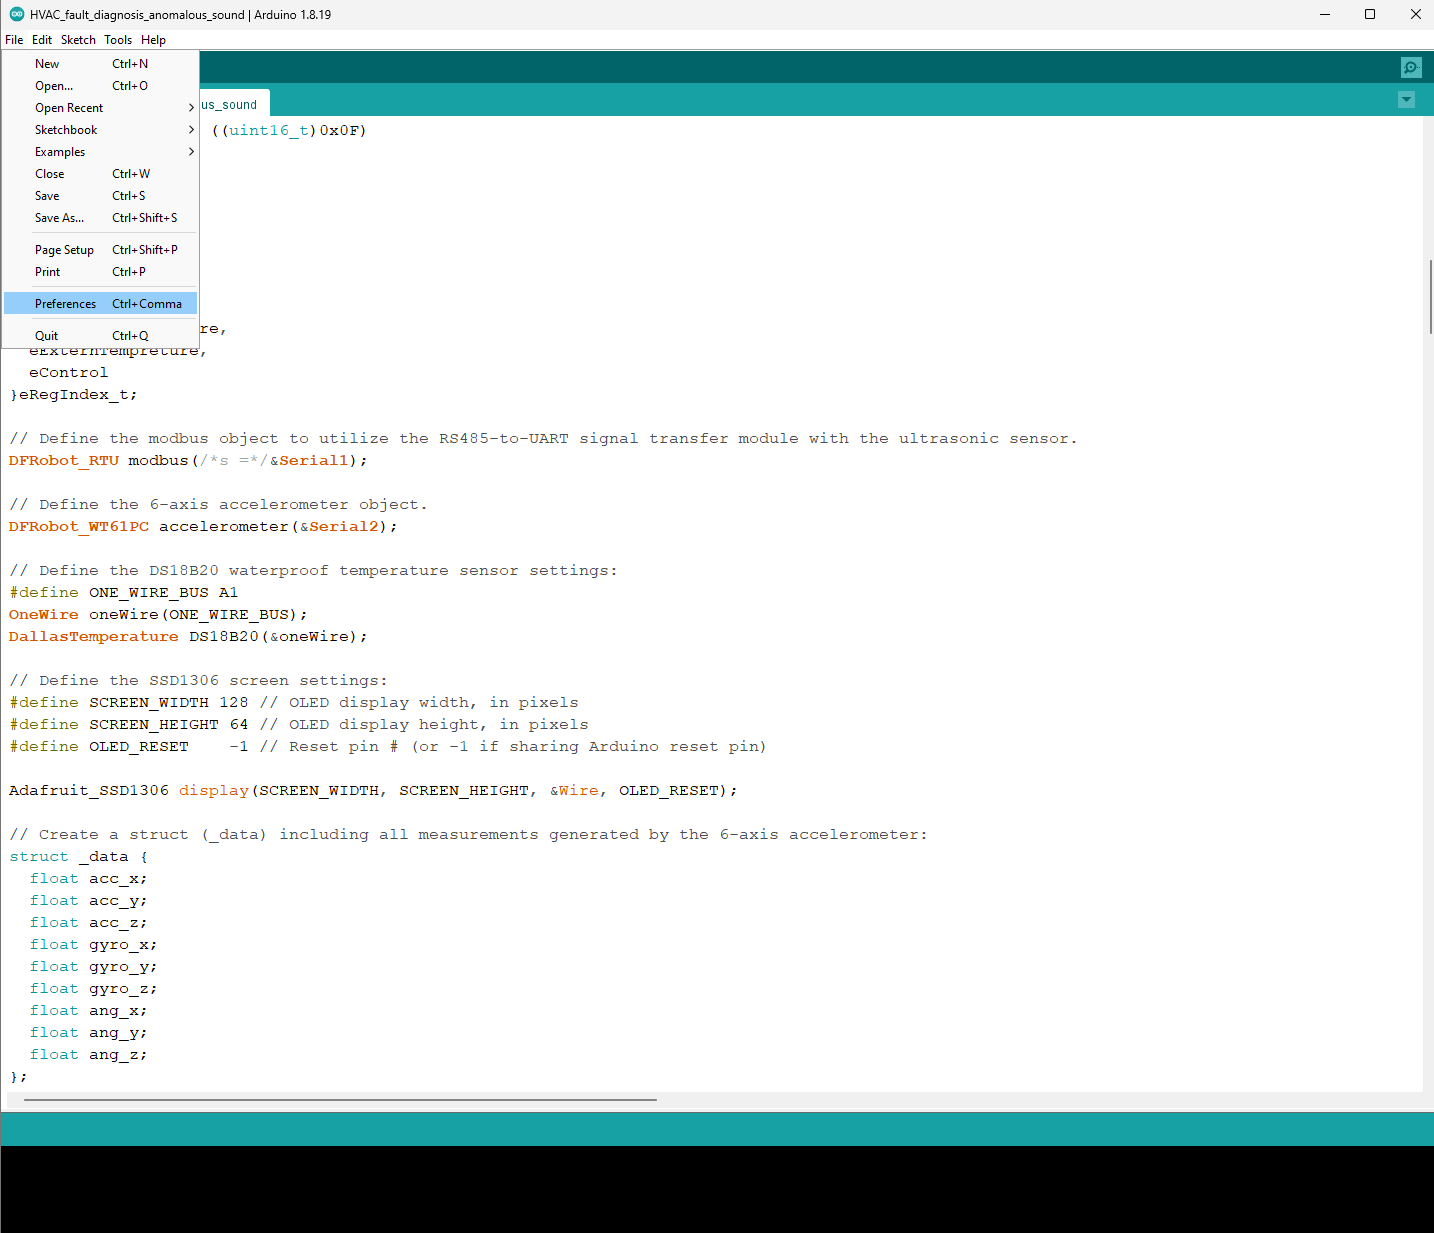 HVAC_fault_diagnosis_anomalous_sound | Arduino 1.8.19
File Edit Sketch Tools Help
New Ctrl+N
Open... Ctrl+O
Open Recent
Sketchbook
Examples
Close Ctrl+W
Save Ctrl+S
Save As... Ctrl+Shift+S
Page Setup Ctrl+Shift+P
Print Ctrl+P
Preferences Ctrl+Comma
Quit Ctrl+Q
us_sound
((uint16_t)0x0F)
re,
eExternTempreture,
eControl
}eRegIndex_t;
// Define the modbus object to utilize the RS485-to-UART signal transfer module with the ultrasonic sensor.
DFRobot_RTU modbus(/*s =*/&Serial1);
// Define the 6-axis accelerometer object.
DFRobot_WT61PC accelerometer(&Serial2);
// Define the DS18B20 waterproof temperature sensor settings:
#define ONE_WIRE_BUS A1
OneWire oneWire(ONE_WIRE_BUS);
DallasTemperature DS18B20(&oneWire);
// Define the SSD1306 screen settings:
#define SCREEN_WIDTH 128 // OLED display width, in pixels
#define SCREEN_HEIGHT 64 // OLED display height, in pixels
#define OLED_RESET    -1 // Reset pin # (or -1 if sharing Arduino reset pin)
Adafruit_SSD1306 display(SCREEN_WIDTH, SCREEN_HEIGHT, &Wire, OLED_RESET);
// Create a struct (_data) including all measurements generated by the 6-axis accelerometer:
struct _data {
float acc_x;
float acc_y;
float acc_z;
float gyro_x;
float gyro_y;
float gyro_z;
float ang_x;
float ang_y;
float ang_z;
};